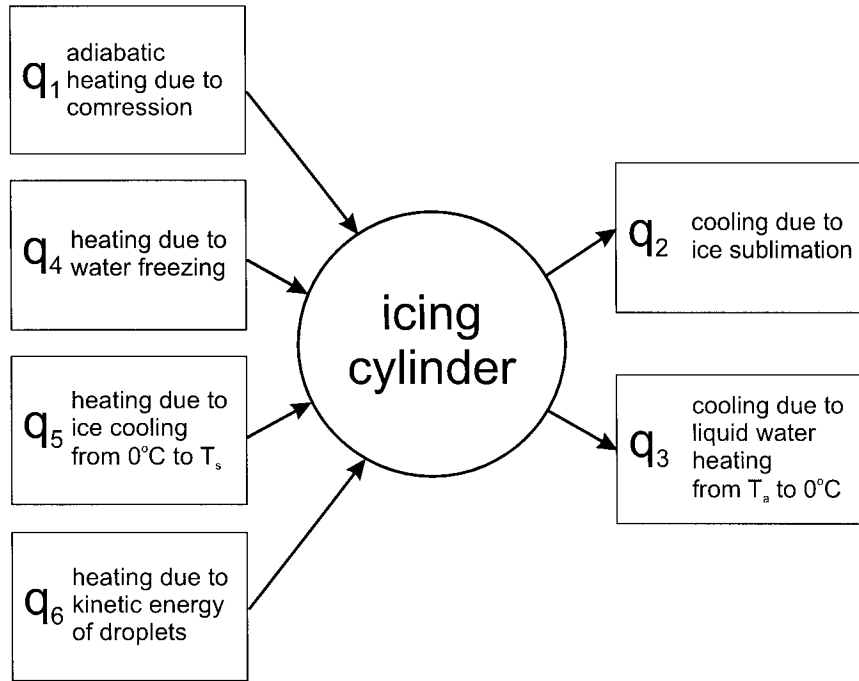 q₁ adiabatic
heating due to
comression
q₄ heating due to
water freezing
q₅ heating due to
ice cooling
from 0°C to Tₛ
q₆ heating due to
kinetic energy
of droplets
icing
cylinder
q₂ cooling due to
ice sublimation
q₃ cooling due to
liquid water
heating
from Tₐ to 0°C